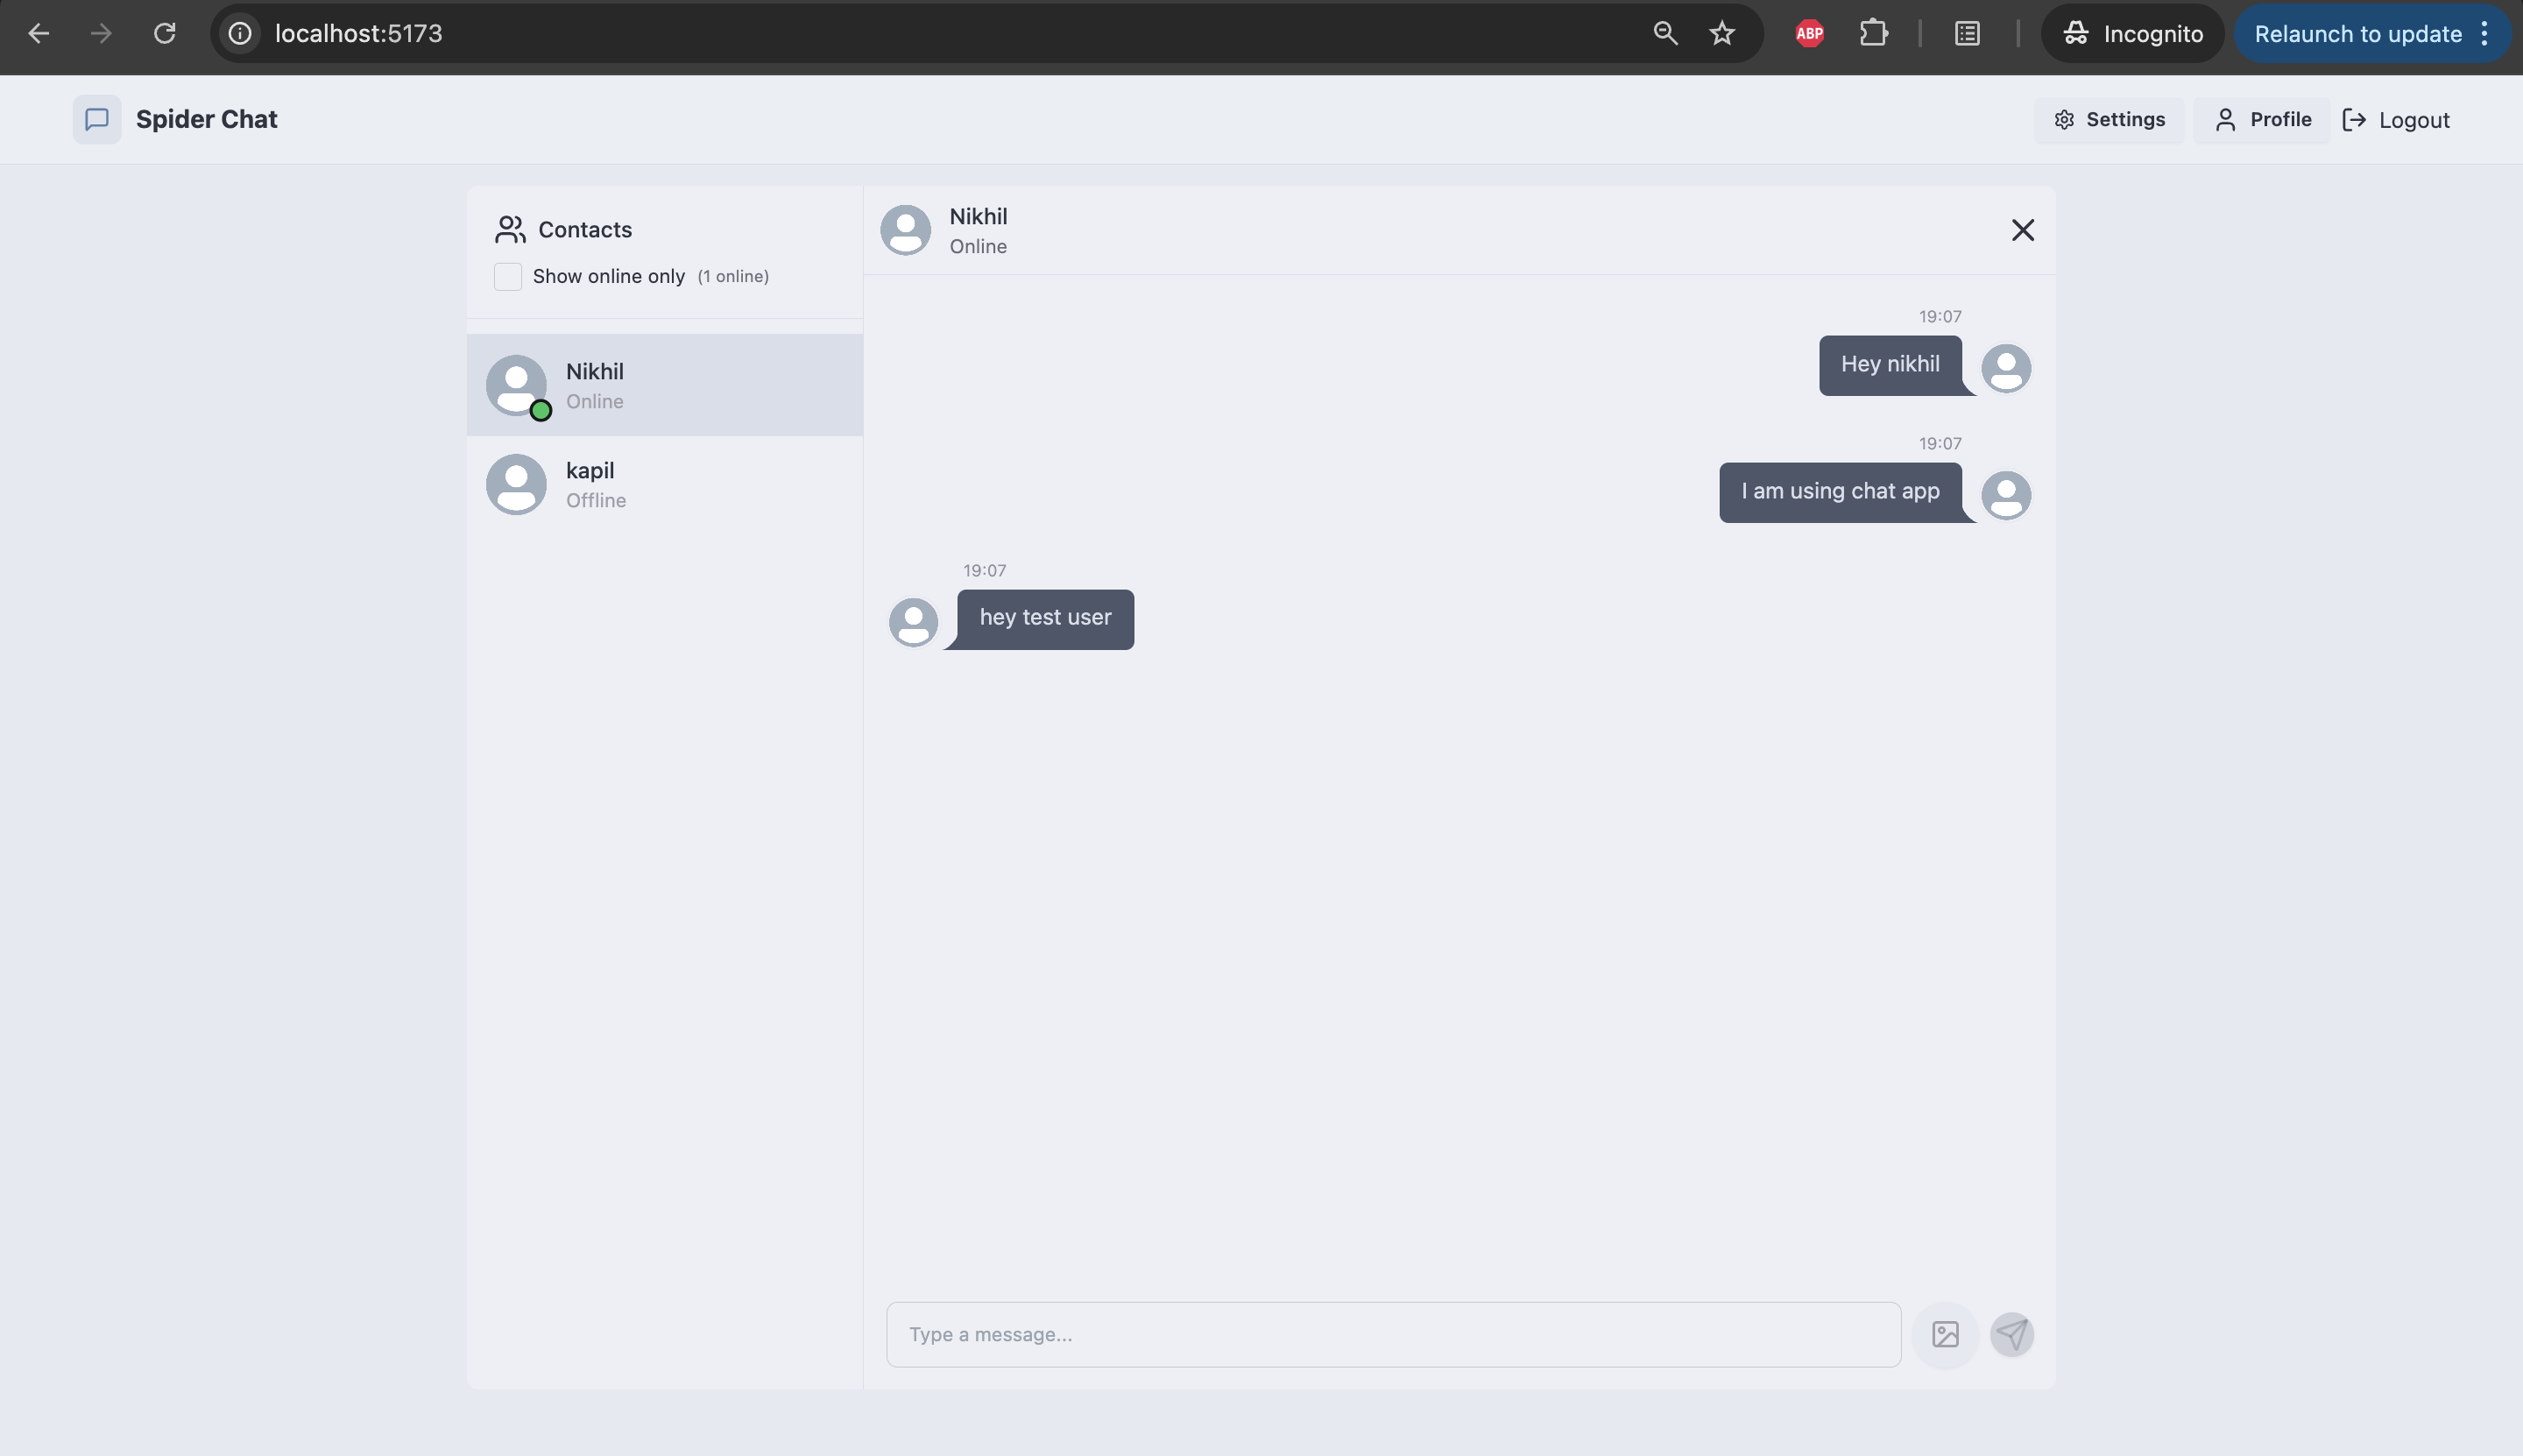 localhost:5173
ABP
Incognito
Relaunch to update
Spider Chat
Settings
Profile
Logout
Contacts
Show online only (1 online)
Nikhil
Online
kapil
Offline
Nikhil
Online
19:07
Hey nikhil
19:07
I am using chat app
19:07
hey test user
Type a message...